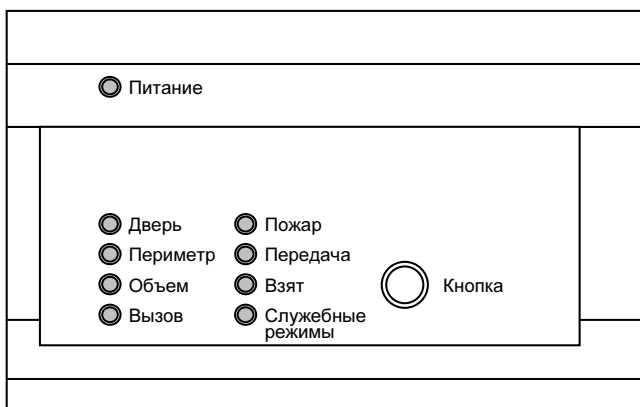 Питание
Дверь
Периметр
Объем
Вызов
Пожар
Передача
Взят
Служебные
режимы
Кнопка